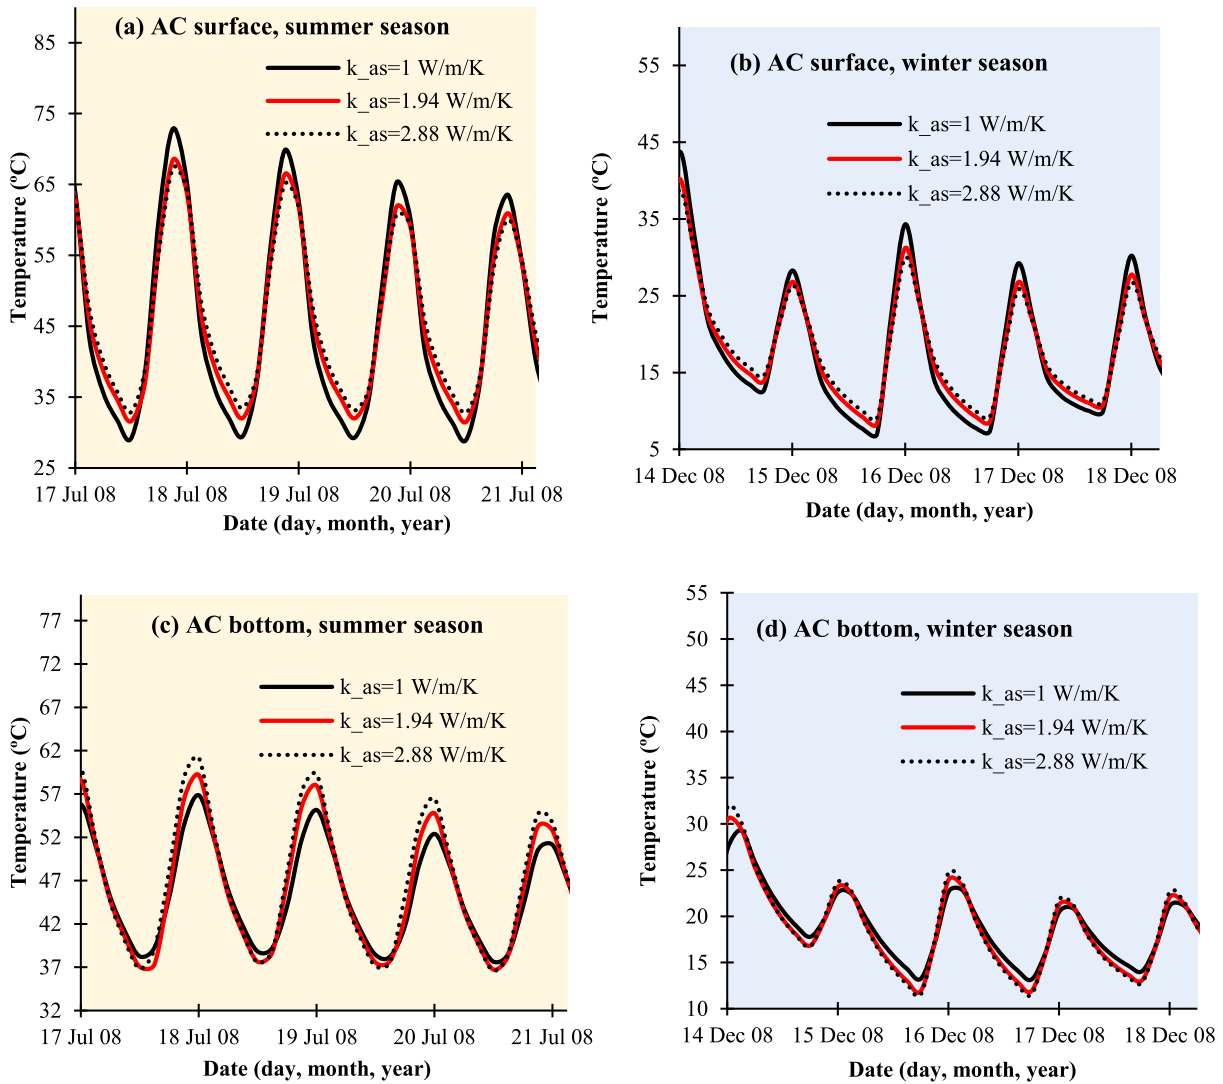 (a) AC surface, summer season
k_as=1 W/m/K
k_as=1.94 W/m/K
k_as=2.88 W/m/K
Temperature (ºC)
85
75
65
55
45
35
25
17 Jul 08 18 Jul 08 19 Jul 08 20 Jul 08 21 Jul 08
Date (day, month, year)
(b) AC surface, winter season
k_as=1 W/m/K
k_as=1.94 W/m/K
k_as=2.88 W/m/K
Temperature (ºC)
55
45
35
25
15
5
14 Dec 08 15 Dec 08 16 Dec 08 17 Dec 08 18 Dec 08
Date (day, month, year)
(c) AC bottom, summer season
k_as=1 W/m/K
k_as=1.94 W/m/K
k_as=2.88 W/m/K
Temperature (ºC)
77
72
67
62
57
52
47
42
37
32
17 Jul 08 18 Jul 08 19 Jul 08 20 Jul 08 21 Jul 08
Date (day, month, year)
(d) AC bottom, winter season
k_as=1 W/m/K
k_as=1.94 W/m/K
k_as=2.88 W/m/K
Temperature (ºC)
55
50
45
40
35
30
25
20
15
10
14 Dec 08 15 Dec 08 16 Dec 08 17 Dec 08 18 Dec 08
Date (day, month, year)